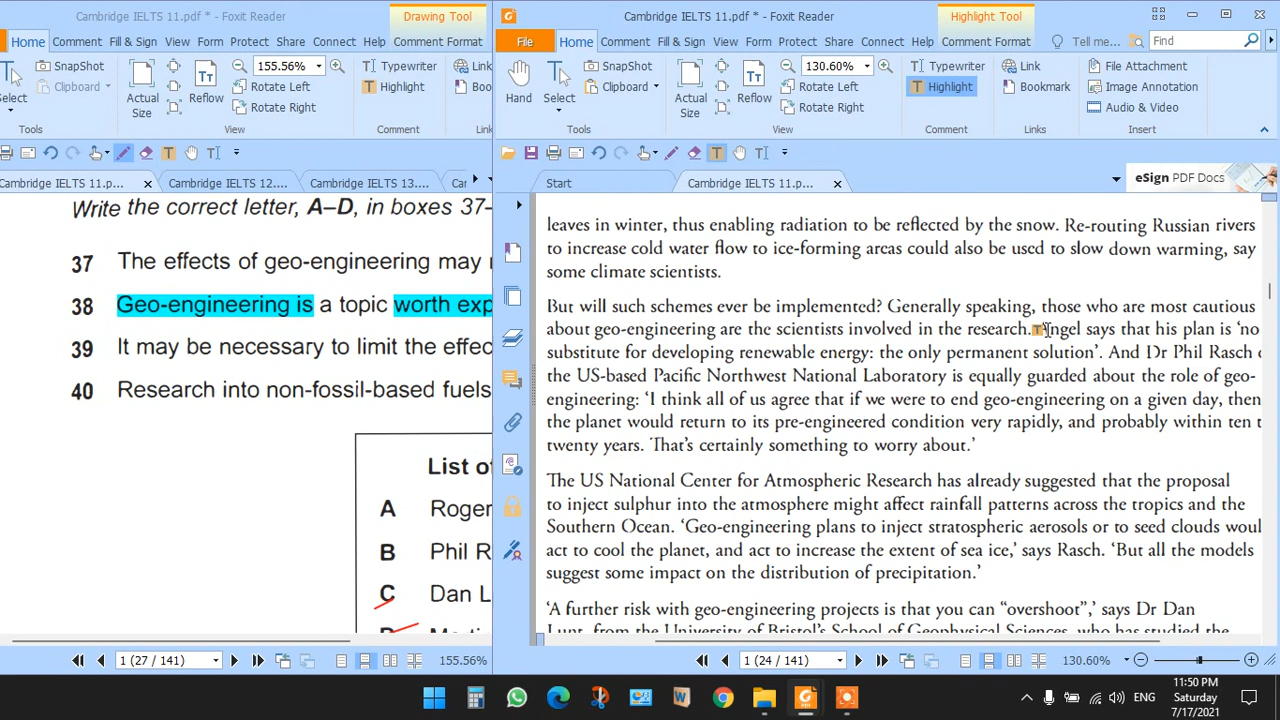 Cambridge IELTS 11.pdf * - Foxit Reader
Drawing Tool
Home Comment Fill & Sign View Form Protect Share Connect Help Comment Format
Select
SnapShot
Clipboard
Actual Size
Reflow
155.56%
Rotate Left
Rotate Right
Typewriter
Highlight
Link
Tools View Comment
Cambridge IELTS 11.p... Cambridge IELTS 12.... Cambridge IELTS 13....
Write the correct letter, A–D, in boxes 37–
37 The effects of geo-engineering may
38 Geo-engineering is a topic worth exp
39 It may be necessary to limit the effec
40 Research into non-fossil-based fuels
List of
A Roger
B Phil R
C Dan L
1 (27 / 141)
155.56%
Cambridge IELTS 11.pdf * - Foxit Reader
Highlight Tool
File Home Comment Fill & Sign View Form Protect Share Connect Help Comment Format Tell me... Find
Hand
Select
SnapShot
Clipboard
Actual Size
Reflow
130.60%
Rotate Left
Rotate Right
Typewriter
Highlight
Link
Bookmark
File Attachment
Image Annotation
Audio & Video
Tools View Comment Links Insert
Start Cambridge IELTS 11.p... eSign PDF Docs
leaves in winter, thus enabling radiation to be reflected by the snow. Re-routing Russian rivers
to increase cold water flow to ice-forming areas could also be used to slow down warming, say
some climate scientists.
But will such schemes ever be implemented? Generally speaking, those who are most cautious
about geo-engineering are the scientists involved in the research. Angel says that his plan is ‘no
substitute for developing renewable energy: the only permanent solution’. And Dr Phil Rasch o
the US-based Pacific Northwest National Laboratory is equally guarded about the role of geo-
engineering: ‘I think all of us agree that if we were to end geo-engineering on a given day, then
the planet would return to its pre-engineered condition very rapidly, and probably within ten t
twenty years. That’s certainly something to worry about.’
The US National Center for Atmospheric Research has already suggested that the proposal
to inject sulphur into the atmosphere might affect rainfall patterns across the tropics and the
Southern Ocean. ‘Geo-engineering plans to inject stratospheric aerosols or to seed clouds woul
act to cool the planet, and act to increase the extent of sea ice,’ says Rasch. ‘But all the models
suggest some impact on the distribution of precipitation.’
‘A further risk with geo-engineering projects is that you can “overshoot”,’ says Dr Dan
Lunt, from the University of Bristol’s School of Geophysical Sciences, who has studied the
1 (24 / 141)
130.60%
ENG
11:50 PM
Saturday
7/17/2021